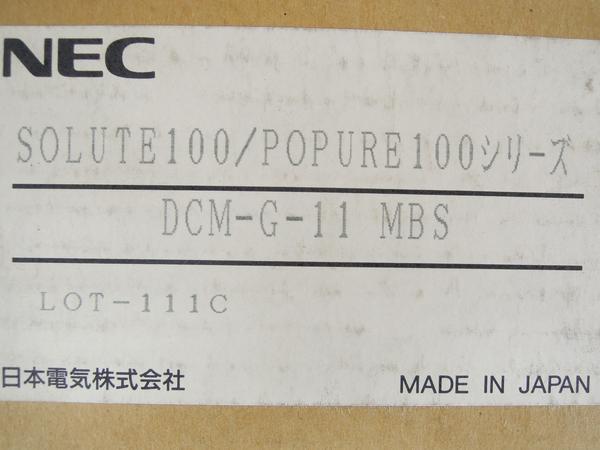 NEC
SOLUTE100/POPURE100シリーズ
DCM-G-11 MBS
LOT-111C
日本電気株式会社
MADE IN JAPAN